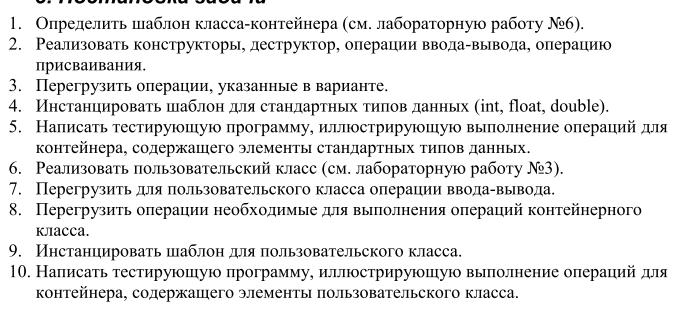 1. Определить шаблон класса-контейнера (см. лабораторную работу №6).
2. Реализовать конструкторы, деструктор, операции ввода-вывода, операцию
присваивания.
3. Перегрузить операции, указанные в варианте.
4. Инстанцировать шаблон для стандартных типов данных (int, float, double).
5. Написать тестирующую программу, иллюстрирующую выполнение операций для
контейнера, содержащего элементы стандартных типов данных.
6. Реализовать пользовательский класс (см. лабораторную работу №3).
7. Перегрузить для пользовательского класса операции ввода-вывода.
8. Перегрузить операции необходимые для выполнения операций контейнерного
класса.
9. Инстанцировать шаблон для пользовательского класса.
10. Написать тестирующую программу, иллюстрирующую выполнение операций для
контейнера, содержащего элементы пользовательского класса.